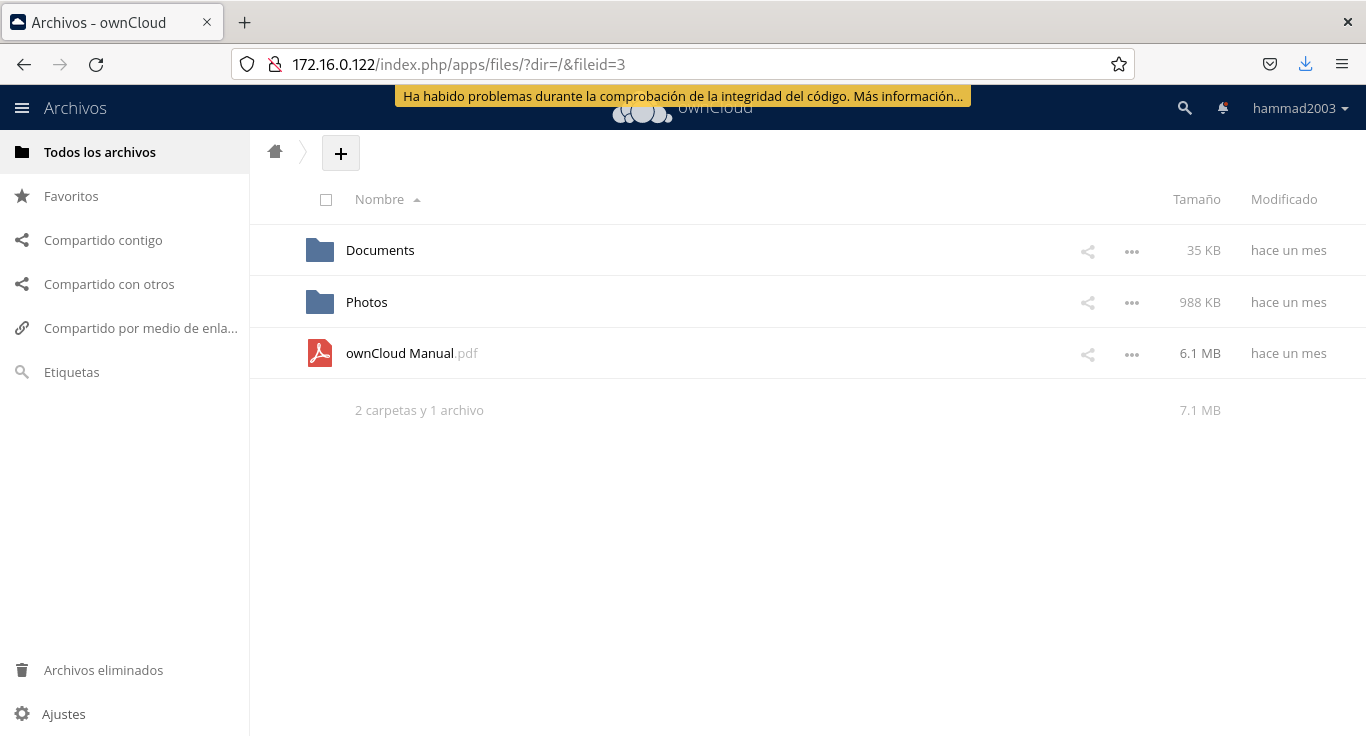 Archivos - ownCloud
172.16.0.122/index.php/apps/files/?dir=/&fileid=3
Ha habido problemas durante la comprobación de la integridad del código. Más información...
Archivos
ownCloud
hammad2003
Todos los archivos
Favoritos
Compartido contigo
Compartido con otros
Compartido por medio de enla...
Etiquetas
Archivos eliminados
Ajustes
Nombre Tamaño Modificado
Documents 35 KB hace un mes
Photos 988 KB hace un mes
ownCloud Manual.pdf 6.1 MB hace un mes
2 carpetas y 1 archivo 7.1 MB